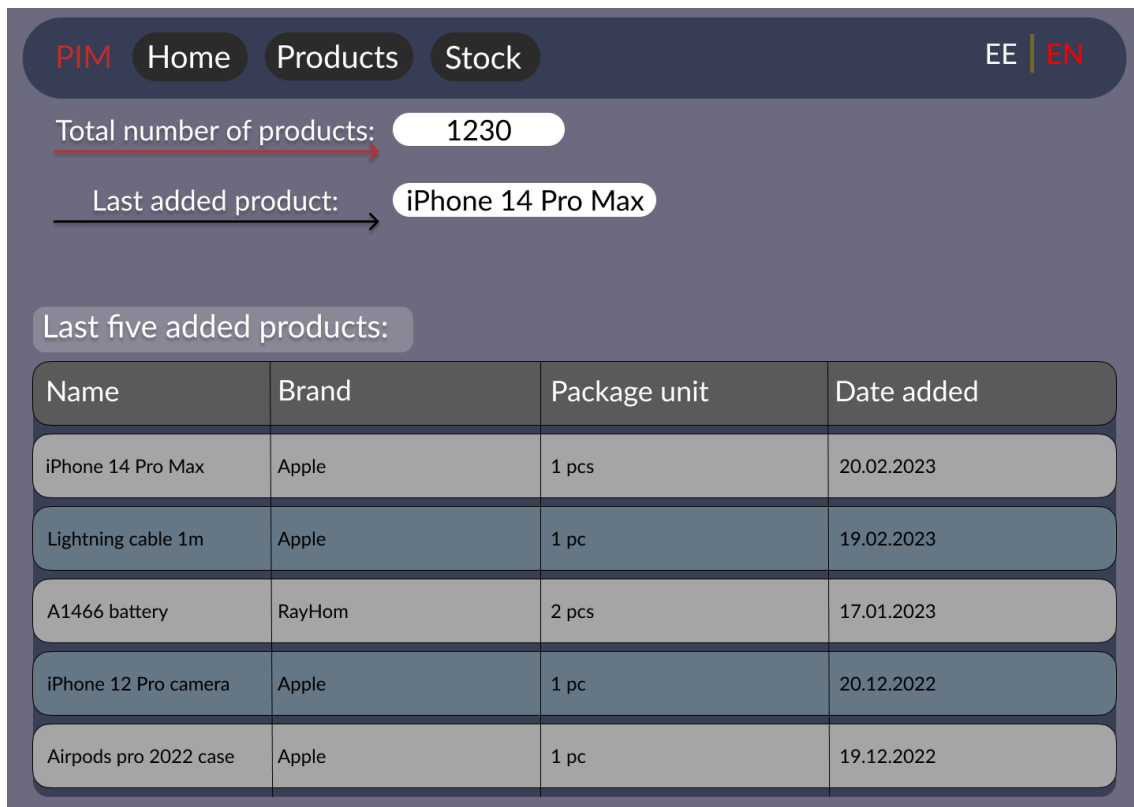 PIM Home Products Stock EE EN
Total number of products: 1230
Last added product: iPhone 14 Pro Max
Last five added products:
Name Brand Package unit Date added
iPhone 14 Pro Max Apple 1 pcs 20.02.2023
Lightning cable 1m Apple 1 pc 19.02.2023
A1466 battery RayHom 2 pcs 17.01.2023
iPhone 12 Pro camera Apple 1 pc 20.12.2022
Airpods pro 2022 case Apple 1 pc 19.12.2022